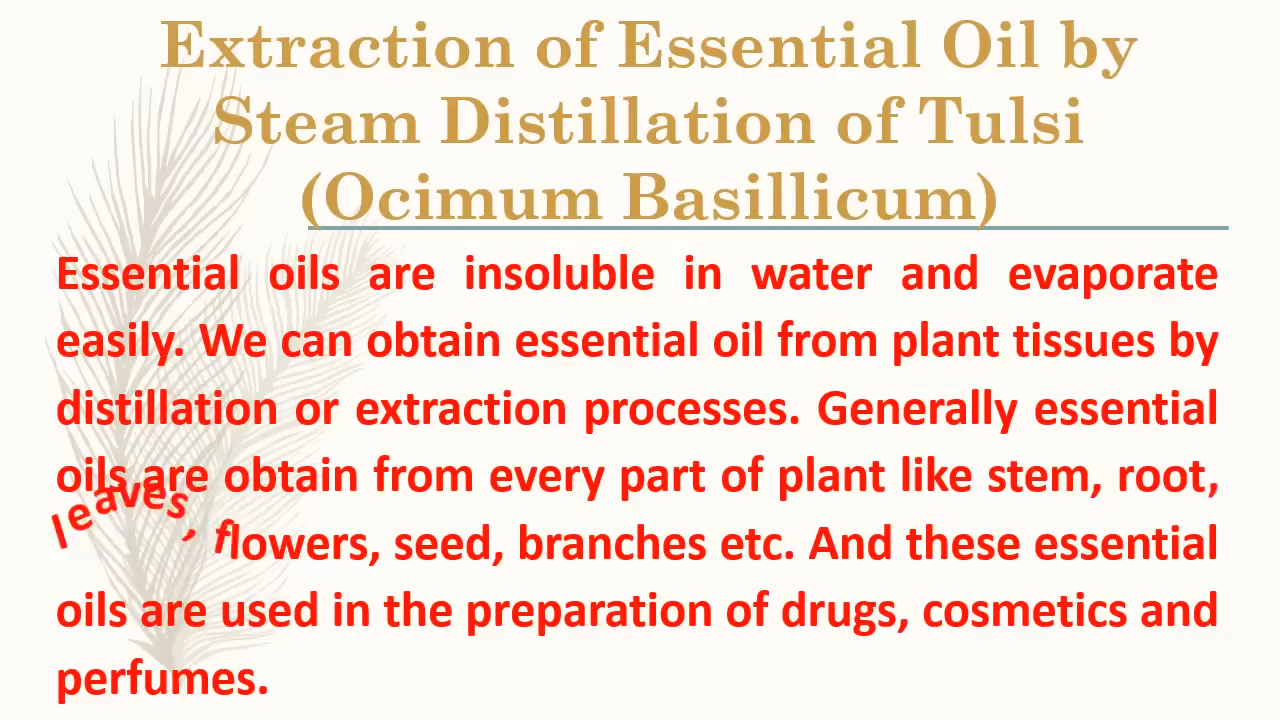 Extraction of Essential Oil by
Steam Distillation of Tulsi
(Ocimum Basillicum)
Essential oils are insoluble in water and evaporate
easily. We can obtain essential oil from plant tissues by
distillation or extraction processes. Generally essential
oils are obtain from every part of plant like stem, root,
leaves, flowers, seed, branches etc. And these essential
oils are used in the preparation of drugs, cosmetics and
perfumes.